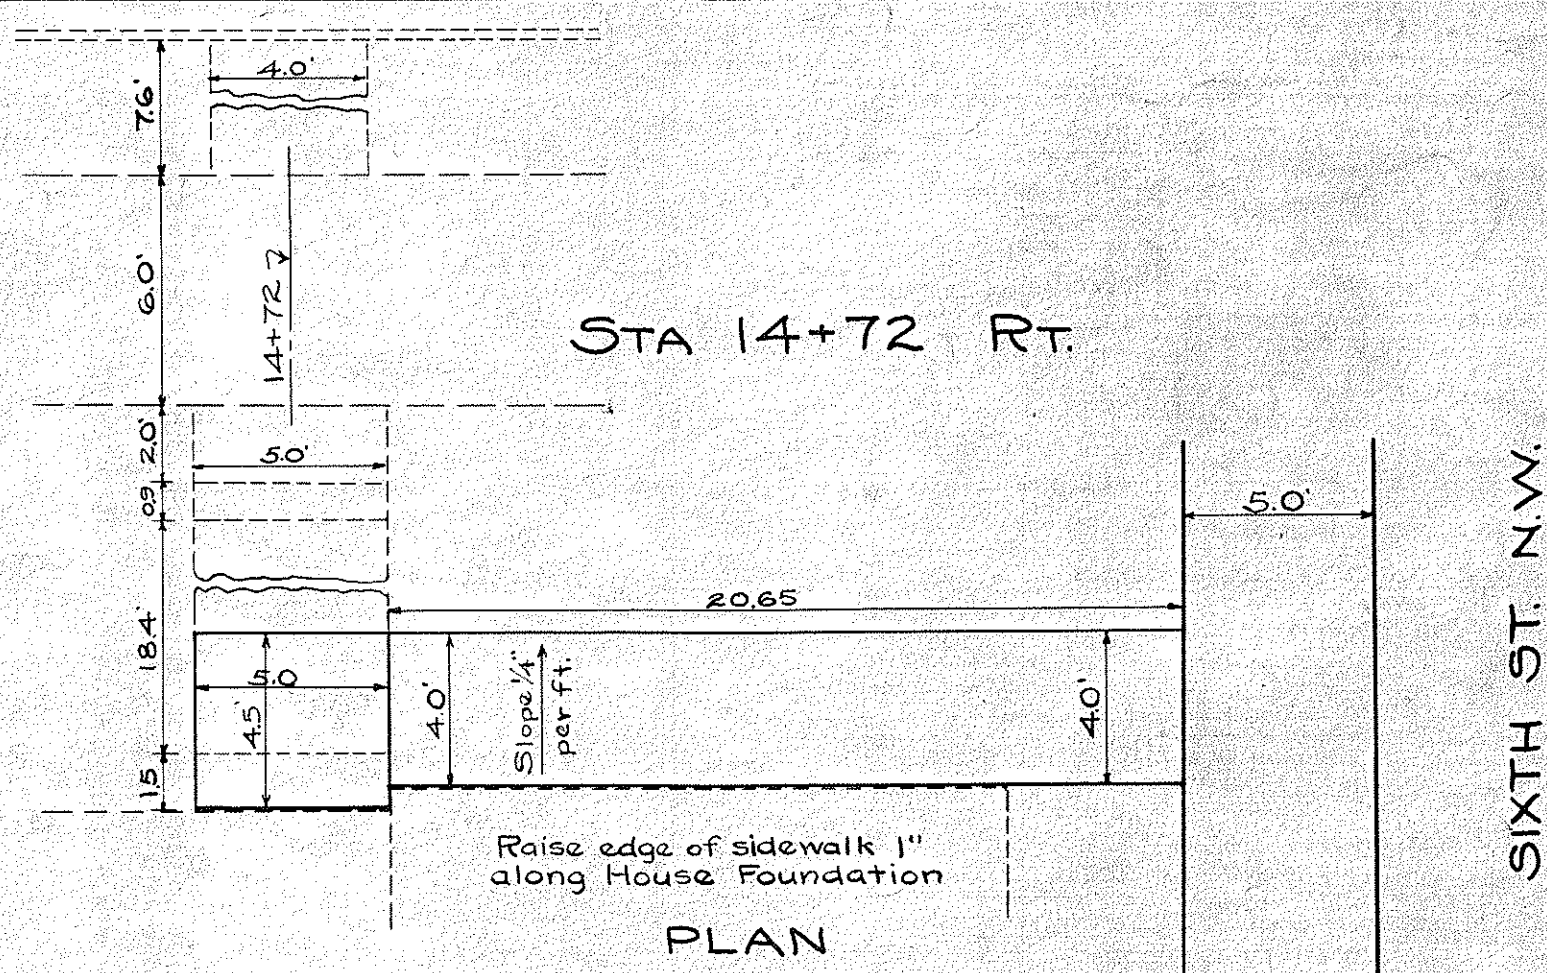 4.0'
7.6'
6.0'
14+72
STA 14+72 RT.
2.0'
5.0'
0.9
5.0'
SIXTH ST. N.W.
20.65
18.4'
5.0
4.5'
4.0'
Slope 1/4"
per ft.
4.0'
1.5
Raise edge of sidewalk 1"
along House Foundation
PLAN